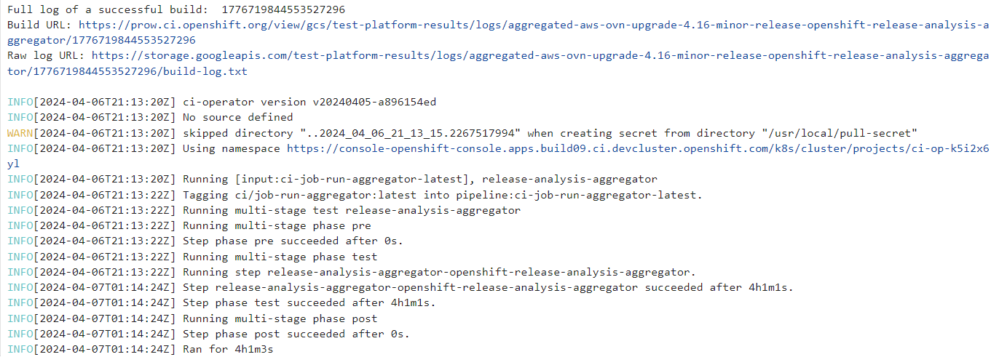 Full log of a successful build:  1776719844553527296
Build URL: https://prow.ci.openshift.org/view/gcs/test-platform-results/logs/aggregated-aws-ovn-upgrade-4.16-minor-release-openshift-release-analysis-a
ggregator/1776719844553527296
Raw log URL: https://storage.googleapis.com/test-platform-results/logs/aggregated-aws-ovn-upgrade-4.16-minor-release-openshift-release-analysis-aggrega
tor/1776719844553527296/build-log.txt
INFO[2024-04-06T21:13:20Z] ci-operator version v20240405-a896154ed
INFO[2024-04-06T21:13:20Z] No source defined
WARN[2024-04-06T21:13:20Z] skipped directory "..2024_04_06_21_13_15.2267517994" when creating secret from directory "/usr/local/pull-secret"
INFO[2024-04-06T21:13:20Z] Using namespace https://console-openshift-console.apps.build09.ci.devcluster.openshift.com/k8s/cluster/projects/ci-op-k5i2x6
yl
INFO[2024-04-06T21:13:20Z] Running [input:ci-job-run-aggregator-latest], release-analysis-aggregator
INFO[2024-04-06T21:13:22Z] Tagging ci/job-run-aggregator:latest into pipeline:ci-job-run-aggregator-latest.
INFO[2024-04-06T21:13:22Z] Running multi-stage test release-analysis-aggregator
INFO[2024-04-06T21:13:22Z] Running multi-stage phase pre
INFO[2024-04-06T21:13:22Z] Step phase pre succeeded after 0s.
INFO[2024-04-06T21:13:22Z] Running multi-stage phase test
INFO[2024-04-06T21:13:22Z] Running step release-analysis-aggregator-openshift-release-analysis-aggregator.
INFO[2024-04-07T01:14:24Z] Step release-analysis-aggregator-openshift-release-analysis-aggregator succeeded after 4h1m1s.
INFO[2024-04-07T01:14:24Z] Step phase test succeeded after 4h1m1s.
INFO[2024-04-07T01:14:24Z] Running multi-stage phase post
INFO[2024-04-07T01:14:24Z] Step phase post succeeded after 0s.
INFO[2024-04-07T01:14:24Z] Ran for 4h1m3s